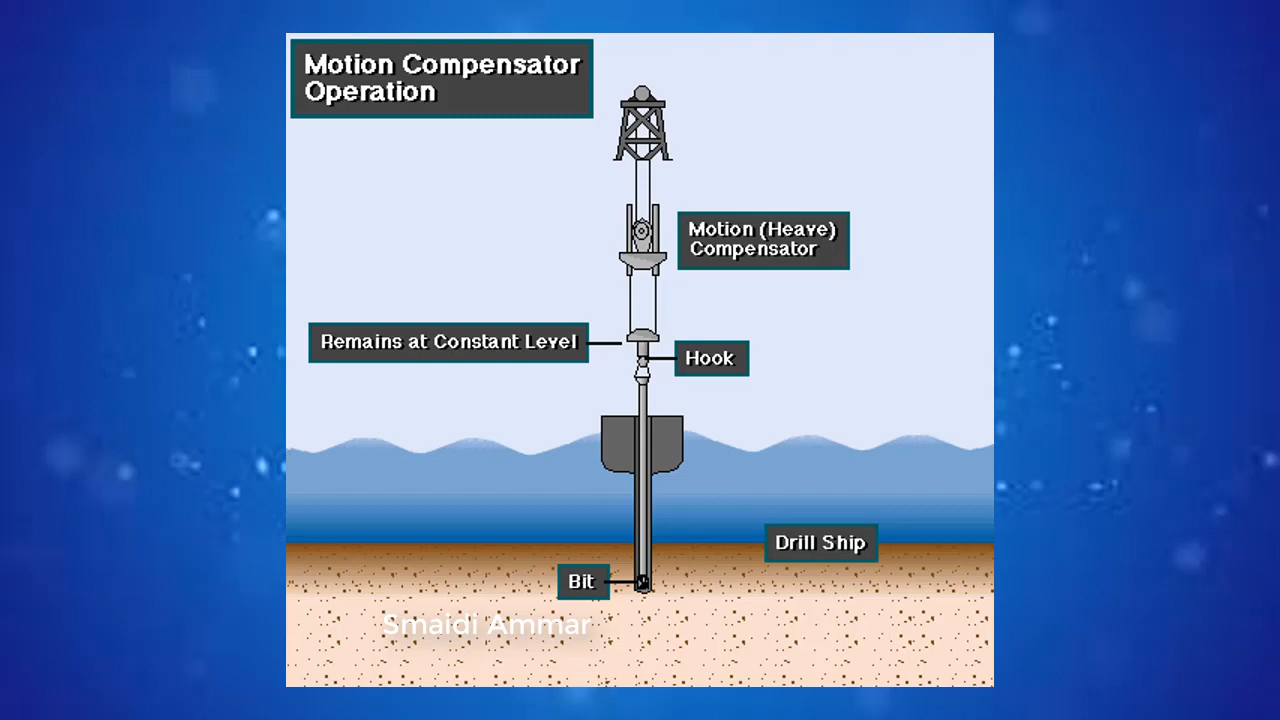 Motion Compensator
Operation
Motion (Heave)
Compensator
Remains at Constant Level
Hook
Drill Ship
Bit
Smaidi Ammar